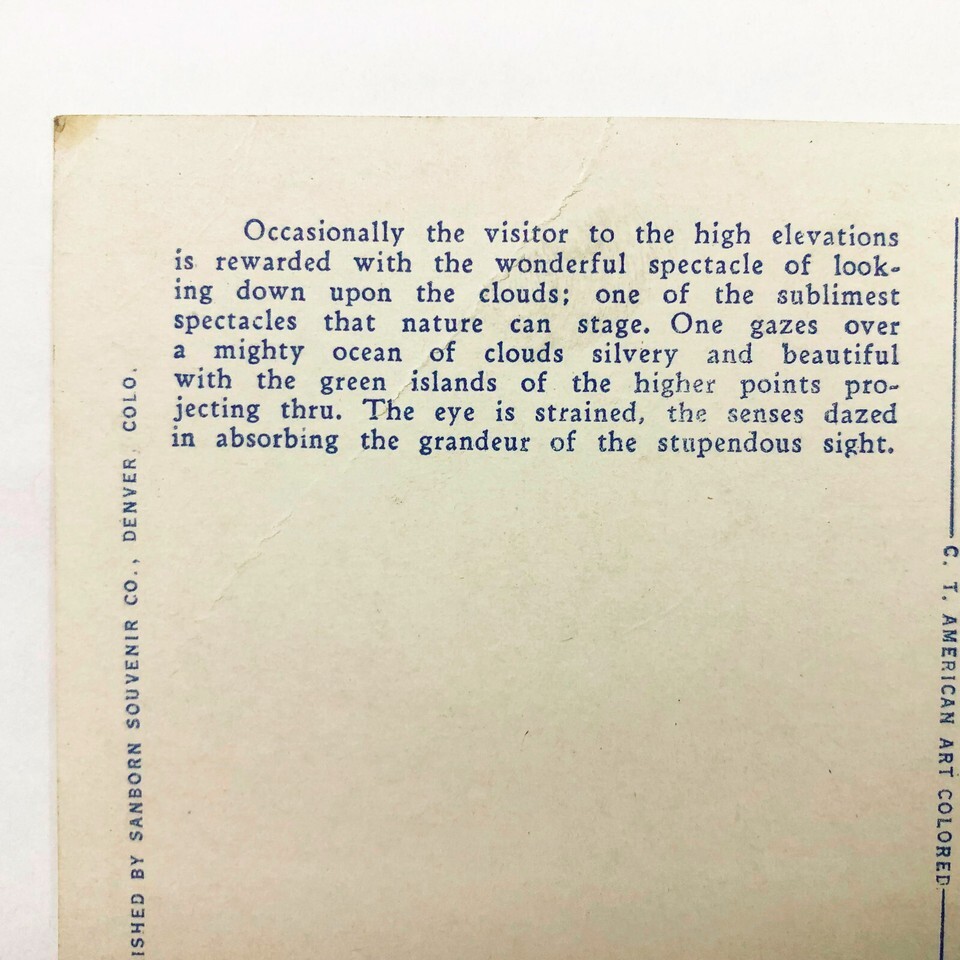 Occasionally the visitor to the high elevations
is rewarded with the wonderful spectacle of look-
ing down upon the clouds; one of the sublimest
spectacles that nature can stage. One gazes over
a mighty ocean of clouds silvery and beautiful
with the green islands of the higher points pro-
jecting thru. The eye is strained, the senses dazed
in absorbing the grandeur of the stupendous sight.
ISHED BY SANBORN SOUVENIR CO., DENVER, COLO.
C. T. AMERICAN ART COLORED